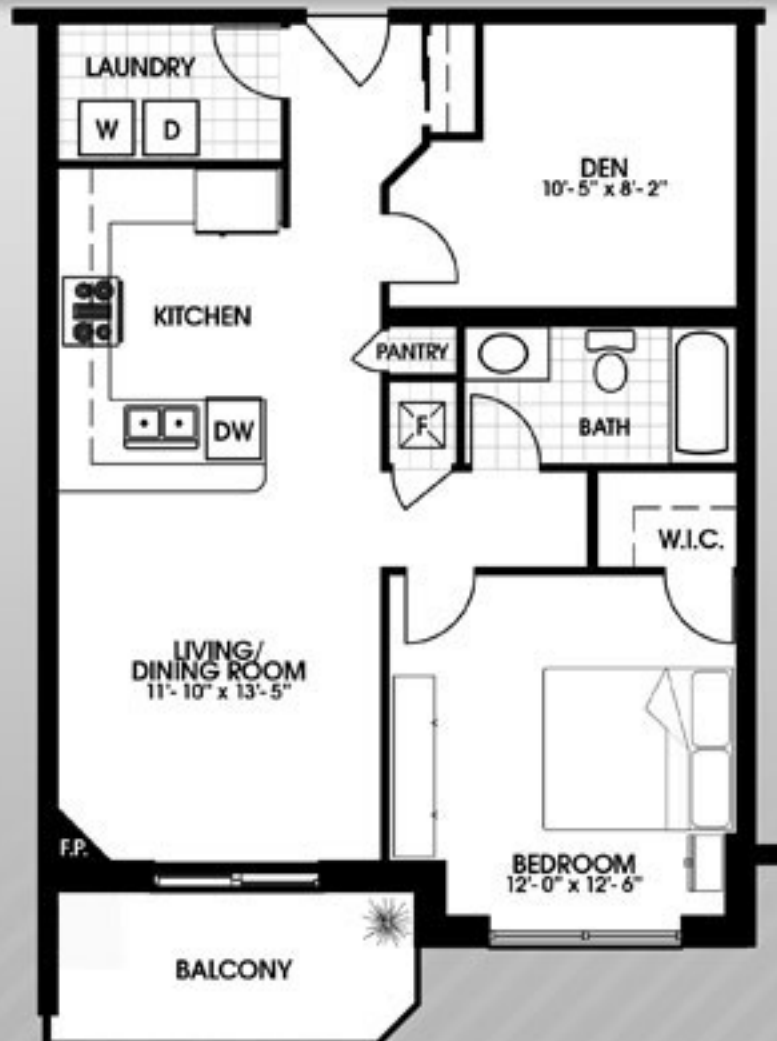 LAUNDRY
W
D
DEN
10'- 5" x 8'- 2"
KITCHEN
PANTRY
F
DW
BATH
W.I.C.
LIVING/
DINING ROOM
11'- 10" x 13'- 5"
F.P.
BEDROOM
12'- 0" x 12'- 6"
BALCONY